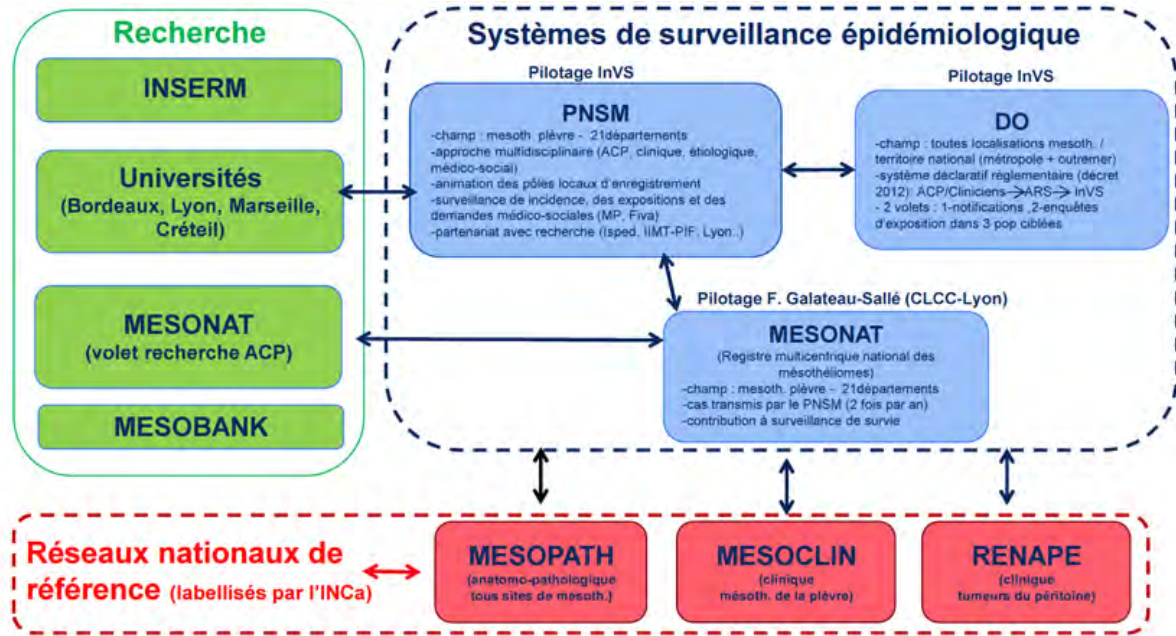 Recherche
INSERM
Universités
(Bordeaux, Lyon, Marseille,
Créteil)
MESONAT
(volet recherche ACP)
MESOBANK
Systèmes de surveillance épidémiologique
Pilotage InVS
PNSM
-champ : mesoth. plèvre - 21départements
-approche multidisciplinaire (ACP, clinique, étiologique,
médico-social)
-animation des pôles locaux d'enregistrement
-surveillance de incidence, des expositions et des
demandes médico-sociales (MP, Fiva)
-partenariat avec recherche (Isped, IIMT-PIF, Lyon..)
Pilotage InVS
DO
-champ : toutes localisations mesoth. /
territoire national (métropole + outremer)
-système déclaratif réglementaire (décret
2012): ACP/Cliniciens →ARS→ InVS
- 2 volets : 1-notifications ,2-enquêtes
d'exposition dans 3 pop ciblées
Pilotage F. Galateau-Sallé (CLCC-Lyon)
MESONAT
(Registre multicentrique national des
mésothéliomes)
-champ : mesoth. plèvre - 21départements
-cas transmis par le PNSM (2 fois par an)
-contribution à surveillance de survie
Réseaux nationaux de
référence (labellisés par l'INCa)
MESOPATH
(anatomo-pathologique
tous sites de mesoth.)
MESOCLIN
(clinique
mésoth. de la plèvre)
RENAPE
(clinique
tumeurs du péritoine)